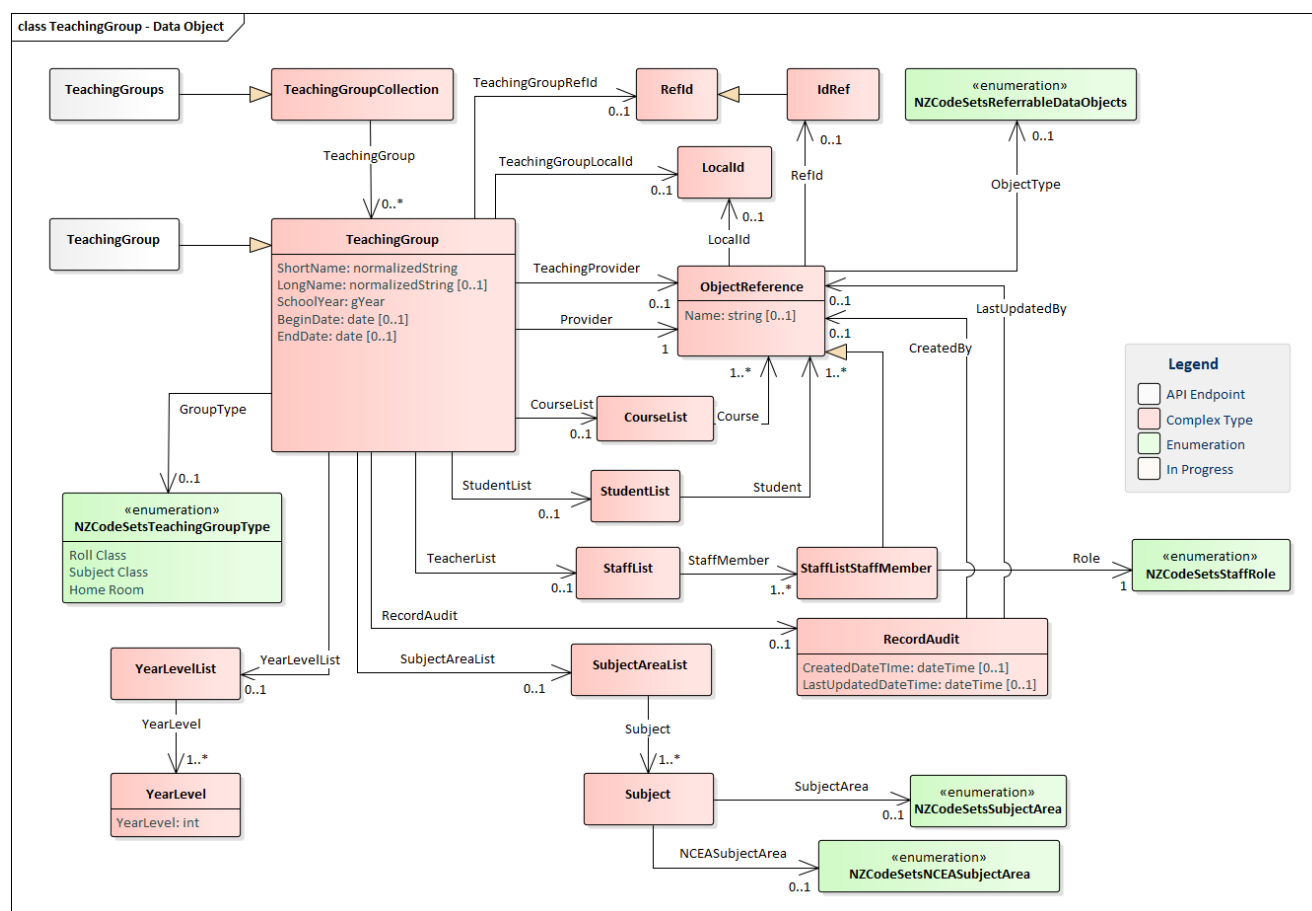 class TeachingGroup - Data Object
TeachingGroups
TeachingGroupCollection
TeachingGroupRefId
0..1
RefId
IdRef
0..1
«enumeration»
NZCodeSetsReferrableDataObjects
0..1
TeachingGroup
0..*
TeachingGroupLocalId
0..1
LocalId
0..1
LocalId
RefId
ObjectType
TeachingGroup
TeachingGroup
ShortName: normalizedString
LongName: normalizedString [0..1]
SchoolYear: gYear
BeginDate: date [0..1]
EndDate: date [0..1]
TeachingProvider
0..1
Provider
1
ObjectReference
Name: string [0..1]
0..1
0..1
LastUpdatedBy
CreatedBy
1..*
1..*
GroupType
0..1
CourseList
0..1
CourseList
Course
Legend
API Endpoint
Complex Type
Enumeration
In Progress
«enumeration»
NZCodeSetsTeachingGroupType
Roll Class
Subject Class
Home Room
StudentList
0..1
StudentList
Student
TeacherList
0..1
StaffList
StaffMember
1..*
StaffListStaffMember
Role
1
«enumeration»
NZCodeSetsStaffRole
RecordAudit
0..1
RecordAudit
CreatedDateTIme: dateTime [0..1]
LastUpdatedDateTime: dateTime [0..1]
YearLevelList
YearLevelList
0..1
SubjectAreaList
0..1
SubjectAreaList
YearLevel
1..*
Subject
1..*
YearLevel
YearLevel: int
Subject
SubjectArea
0..1
«enumeration»
NZCodeSetsSubjectArea
NCEASubjectArea
0..1
«enumeration»
NZCodeSetsNCEASubjectArea